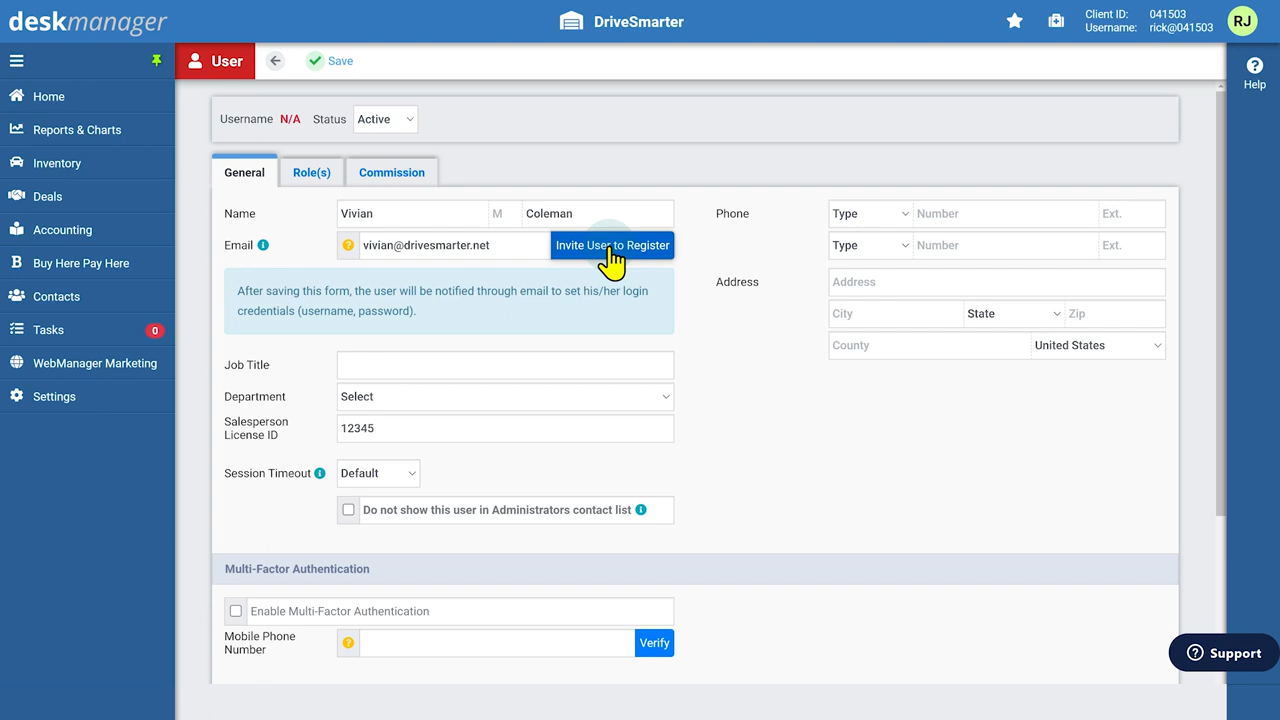 deskmanager
DriveSmarter
Client ID: 041503
Username: rick@041503
RJ
User
Save
Help
Home
Reports & Charts
Inventory
Deals
Accounting
Buy Here Pay Here
Contacts
Tasks 0
WebManager Marketing
Settings
Username N/A Status Active
General Role(s) Commission
Name Vivian M Coleman
Email vivian@drivesmarter.net Invite User to Register
After saving this form, the user will be notified through email to set his/her login
credentials (username, password).
Job Title
Department Select
Salesperson
License ID
12345
Session Timeout Default
Do not show this user in Administrators contact list
Phone Type Number Ext.
Type Number Ext.
Address Address
City State Zip
County United States
Multi-Factor Authentication
Enable Multi-Factor Authentication
Mobile Phone
Number
Verify
Support